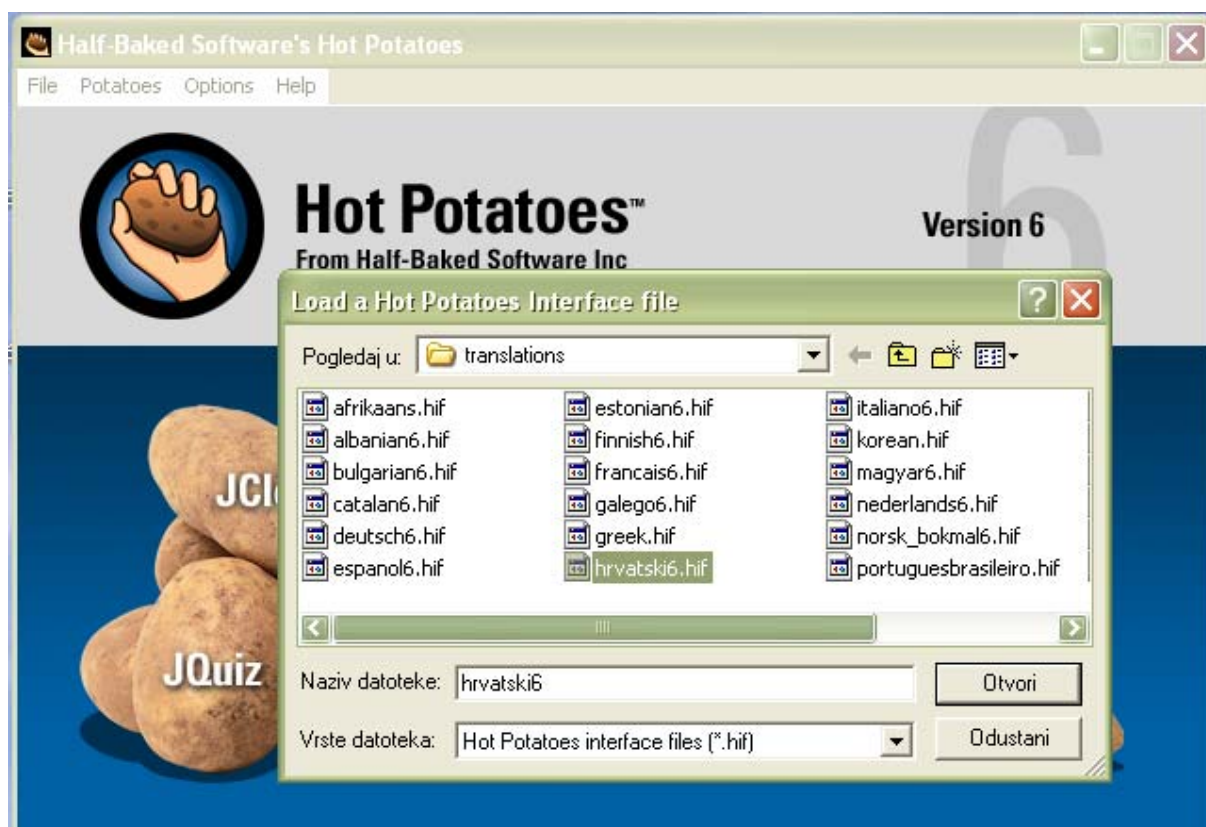 Half-Baked Software's Hot Potatoes
File Potatoes Options Help
6
Hot Potatoes™
From Half-Baked Software Inc
Version 6
Load a Hot Potatoes Interface file
Pogledaj u: translations
afrikaans.hif estonian6.hif italiano6.hif
albanian6.hif finnish6.hif korean.hif
bulgarian6.hif francais6.hif magyar6.hif
catalan6.hif galego6.hif nederlands6.hif
deutsch6.hif greek.hif norsk_bokmal6.hif
espanol6.hif hrvatski6.hif portuguesbrasileiro.hif
JCl
JQuiz
Naziv datoteke: hrvatski6 Otvori
Vrste datoteka: Hot Potatoes interface files (*.hif) Odustani